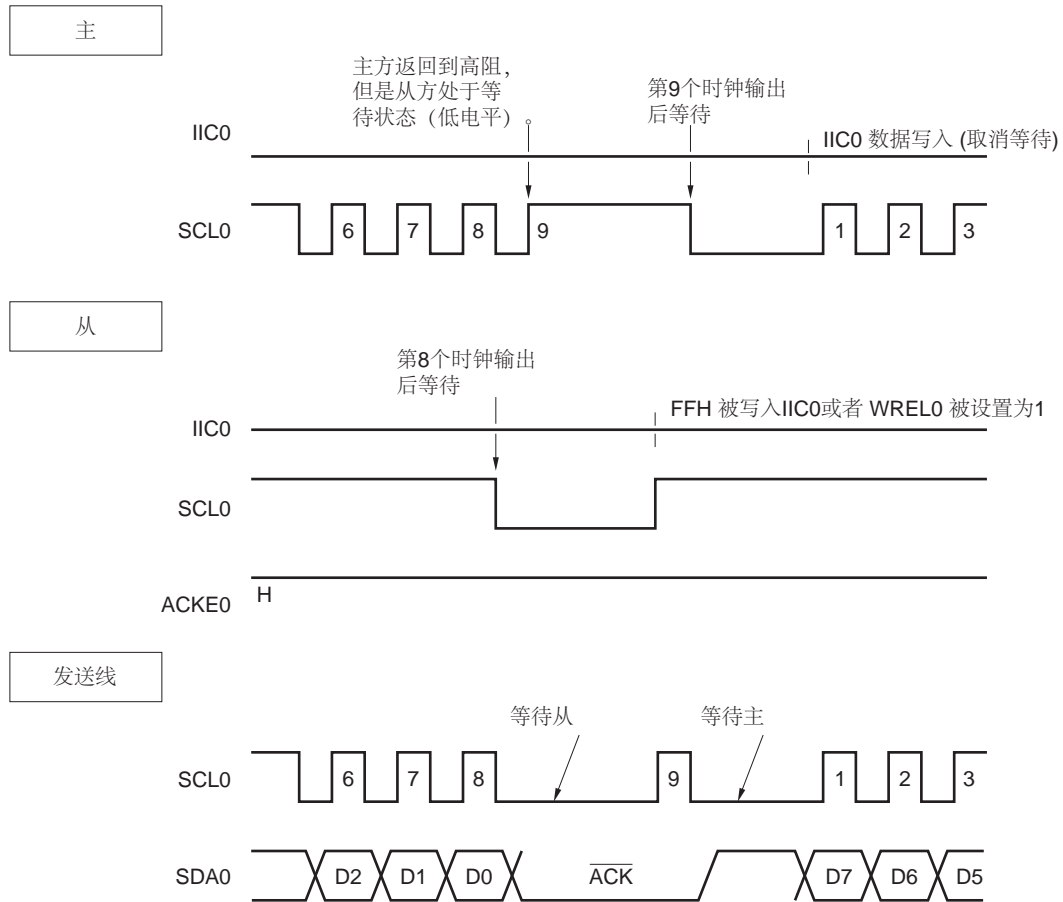 主
主方返回到高阻，
但是从方处于等
待状态（低电平）。
第9个时钟输出
后等待
IIC0
IIC0 数据写入 (取消等待)
SCL0
6 7 8 9 1 2 3
从
第8个时钟输出
后等待
FFH 被写入IIC0或者 WREL0 被设置为1
IIC0
SCL0
H
ACKE0
发送线
等待从 等待主
SCL0
6 7 8 9 1 2 3
SDA0
D2 D1 D0 ACK D7 D6 D5